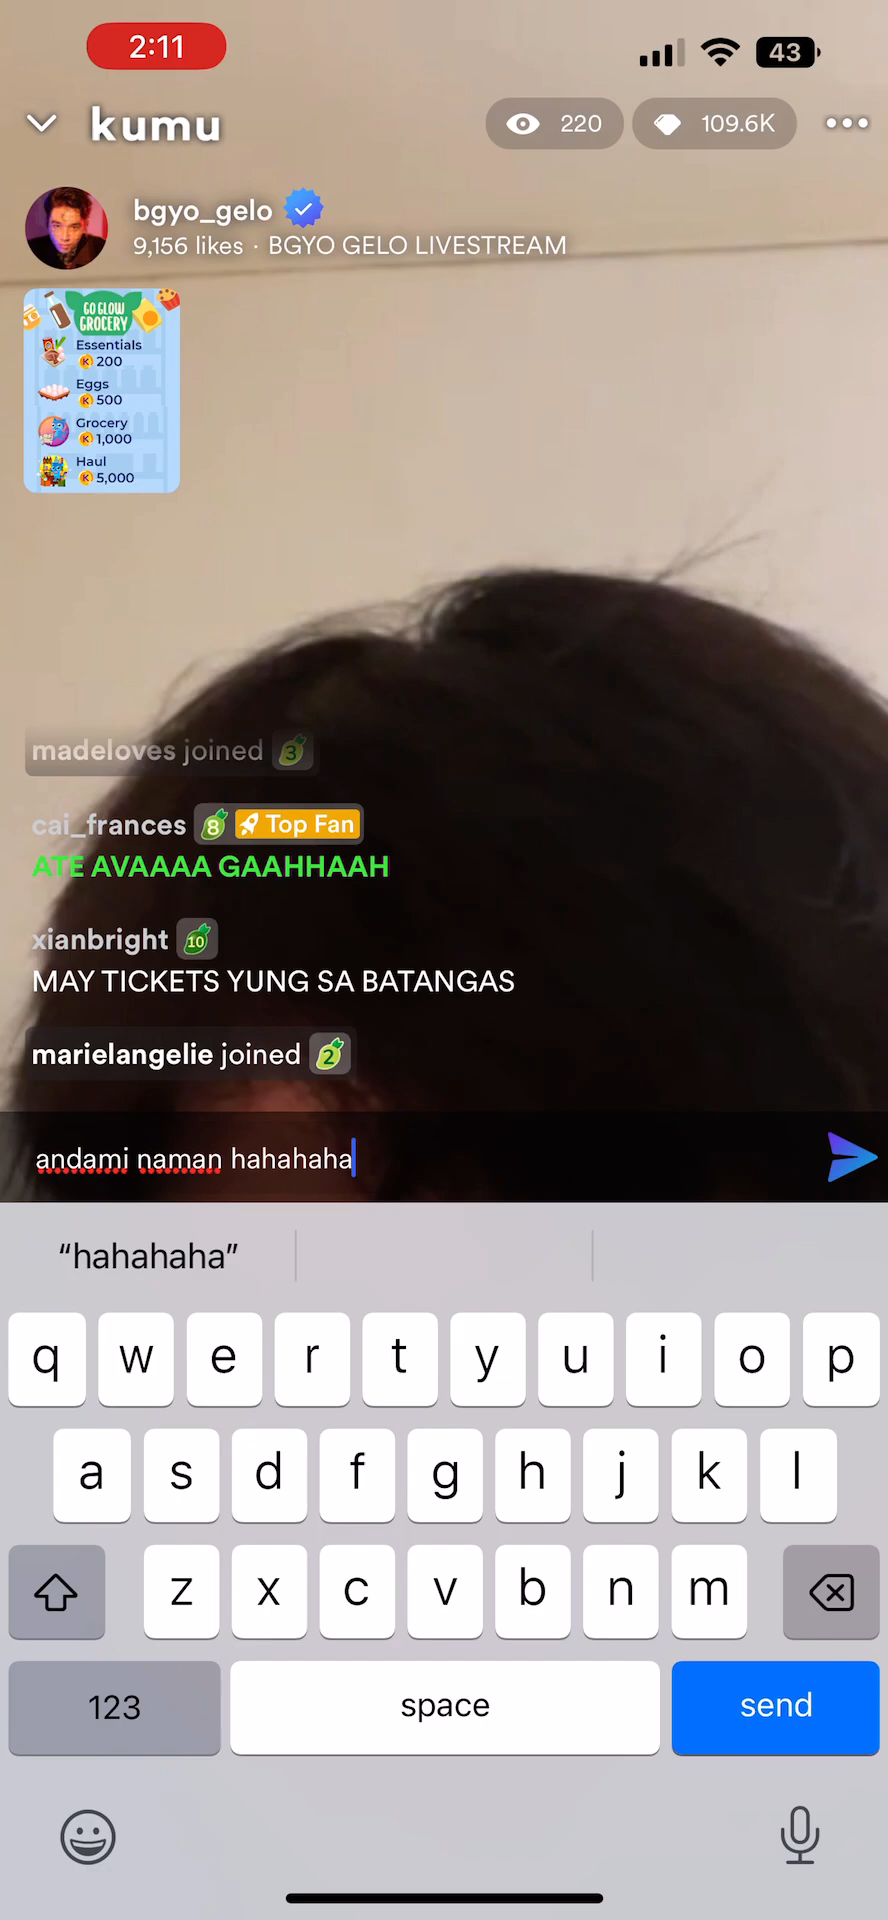 2:11
43
kumu
220
109.6K
bgyo_gelo
9,156 likes · BGYO GELO LIVESTREAM
GO GLOW
GROCERY
Essentials
K 200
Eggs
K 500
Grocery
K 1,000
Haul
K 5,000
madeloves joined 3
cai_frances 8 Top Fan
ATE AVAAAA GAAHHAAH
xianbright 10
MAY TICKETS YUNG SA BATANGAS
marielangelie joined 2
andami naman hahahaha
“hahahaha”
q w e r t y u i o p
a s d f g h j k l
z x c v b n m
123 space send